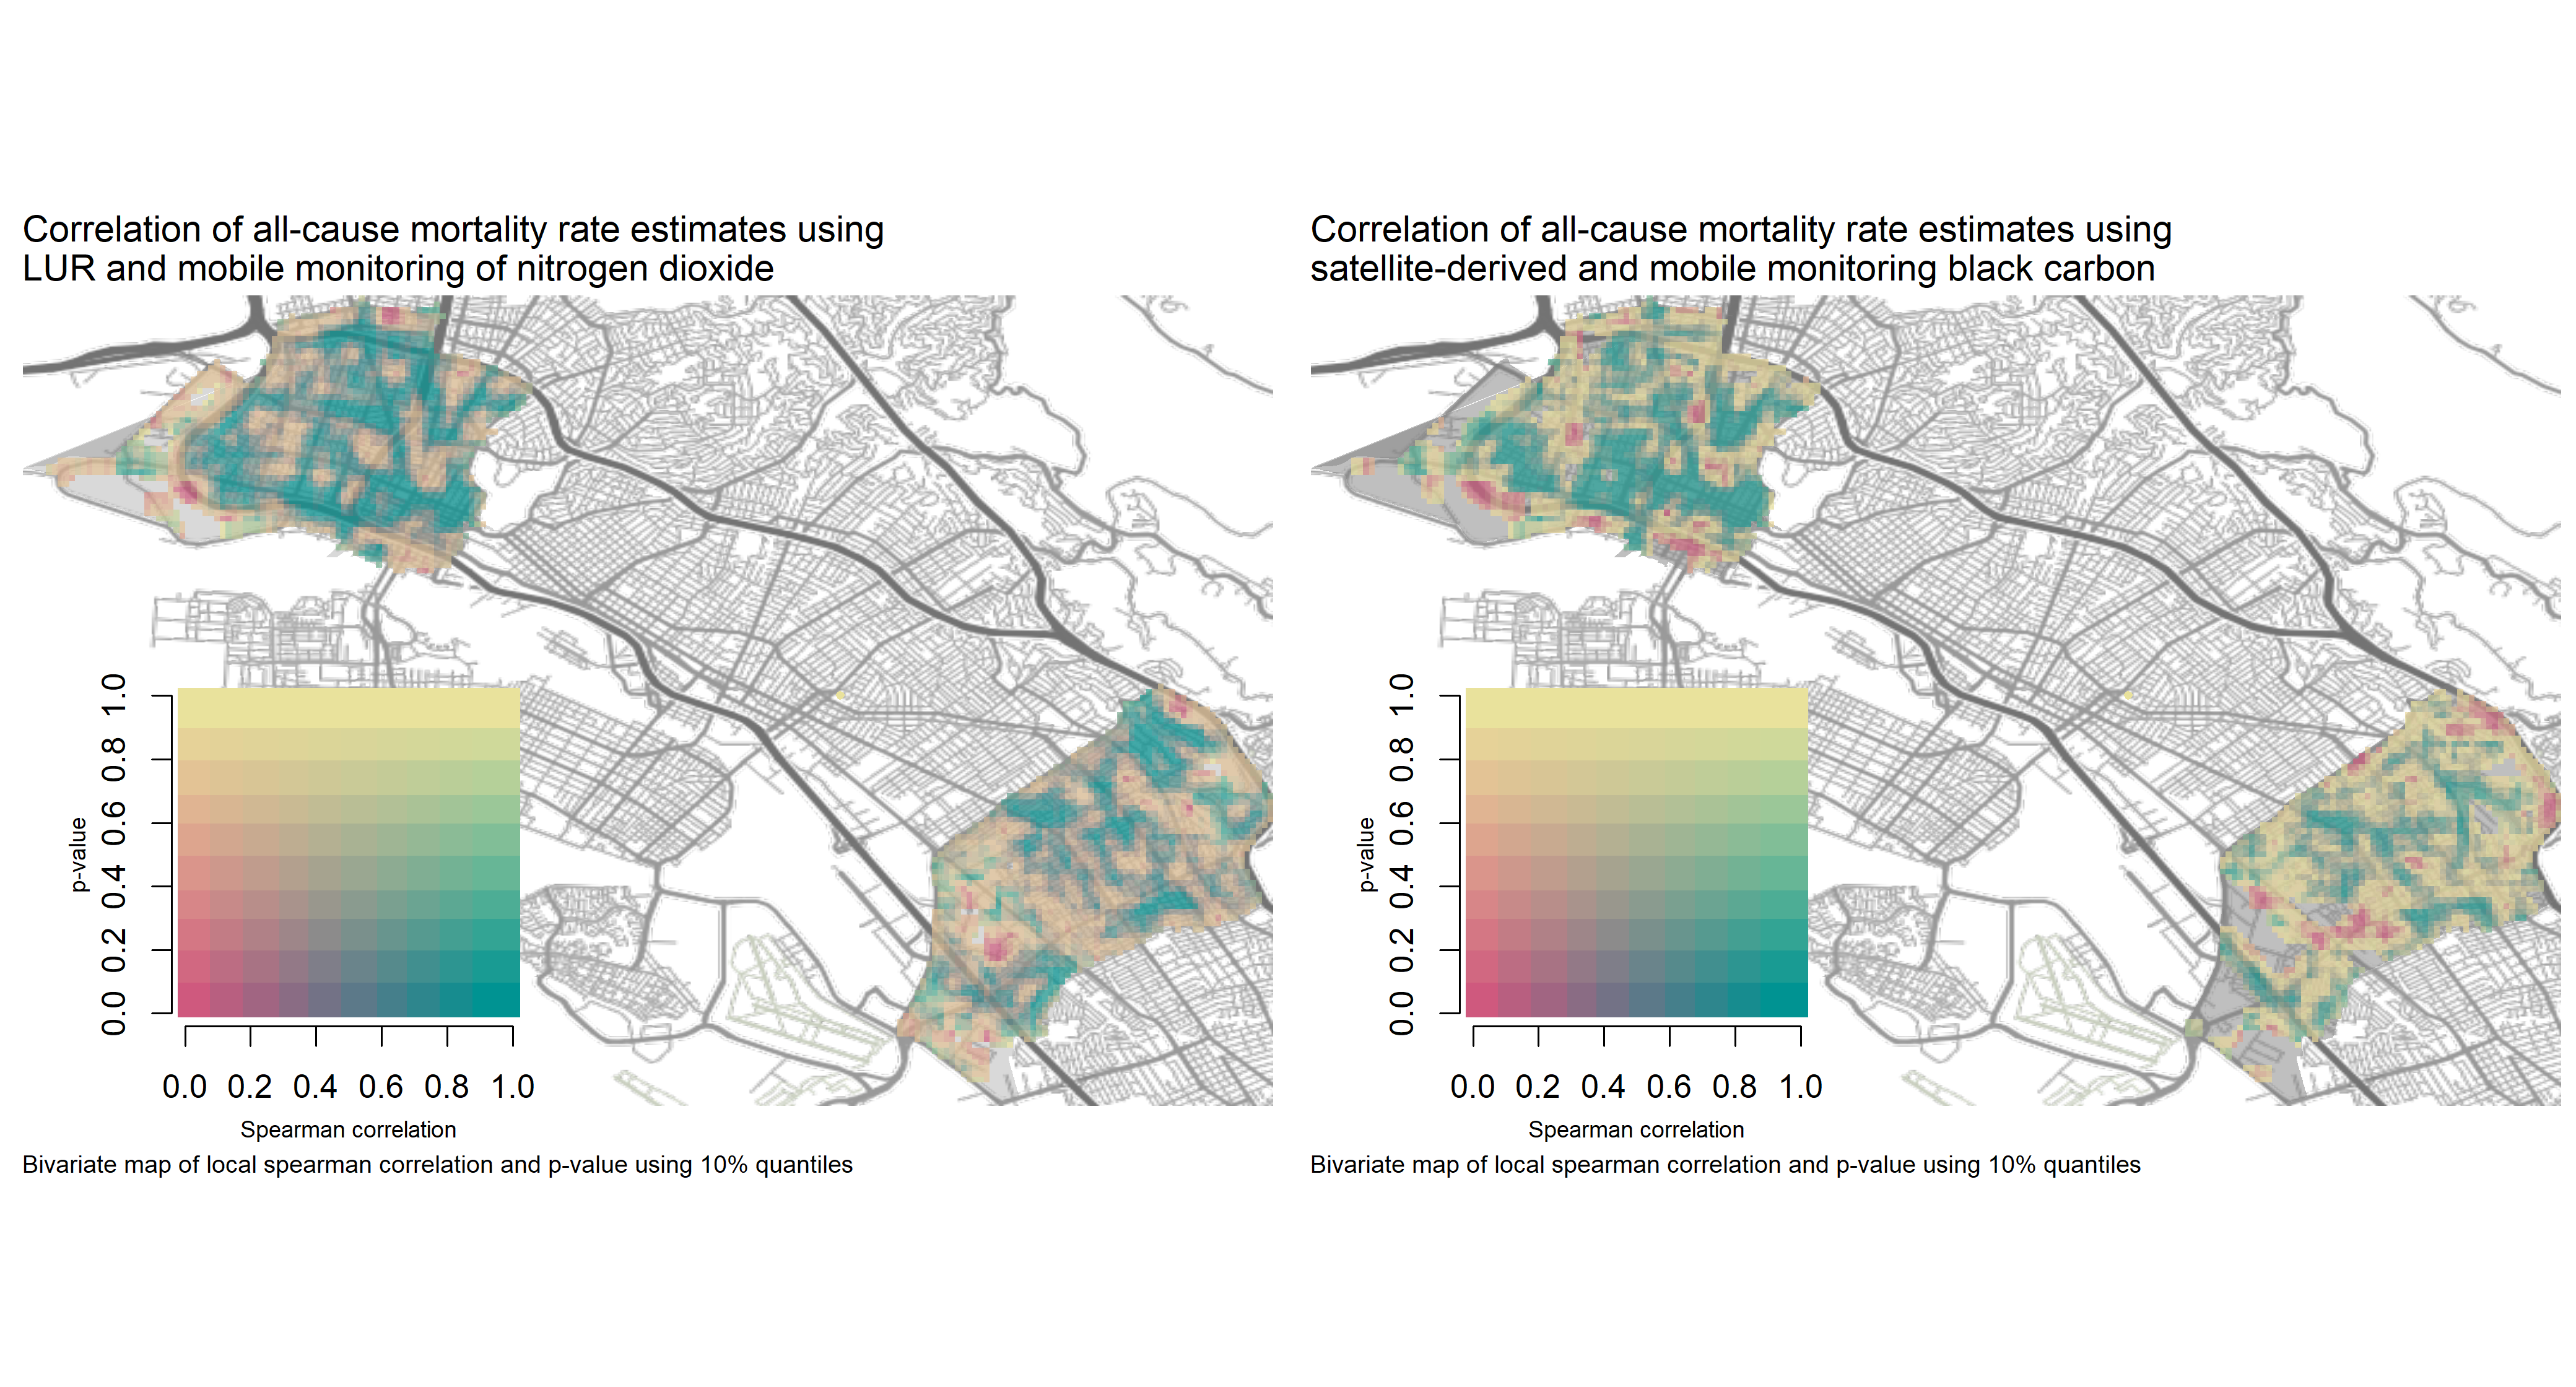 Correlation of all-cause mortality rate estimates using
LUR and mobile monitoring of nitrogen dioxide
p-value
1.0
0.8
0.6
0.4
0.2
0.0
0.0 0.2 0.4 0.6 0.8 1.0
Spearman correlation
Bivariate map of local spearman correlation and p-value using 10% quantiles
Correlation of all-cause mortality rate estimates using
satellite-derived and mobile monitoring black carbon
p-value
1.0
0.8
0.6
0.4
0.2
0.0
0.0 0.2 0.4 0.6 0.8 1.0
Spearman correlation
Bivariate map of local spearman correlation and p-value using 10% quantiles